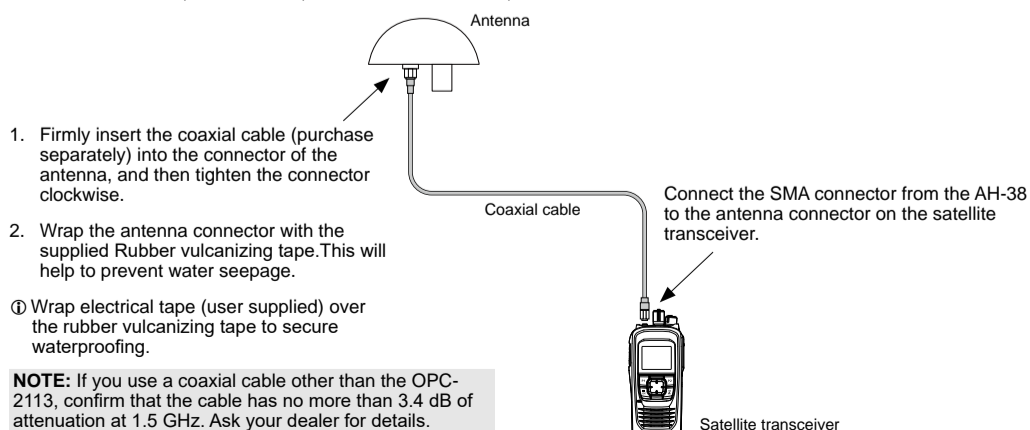 Antenna
1. Firmly insert the coaxial cable (purchase
separately) into the connector of the
antenna, and then tighten the connector
clockwise.
2. Wrap the antenna connector with the
supplied Rubber vulcanizing tape.This will
help to prevent water seepage.
ⓘ Wrap electrical tape (user supplied) over
the rubber vulcanizing tape to secure
waterproofing.
NOTE: If you use a coaxial cable other than the OPC-
2113, confirm that the cable has no more than 3.4 dB of
attenuation at 1.5 GHz. Ask your dealer for details.
Coaxial cable
Connect the SMA connector from the AH-38
to the antenna connector on the satellite
transceiver.
Satellite transceiver